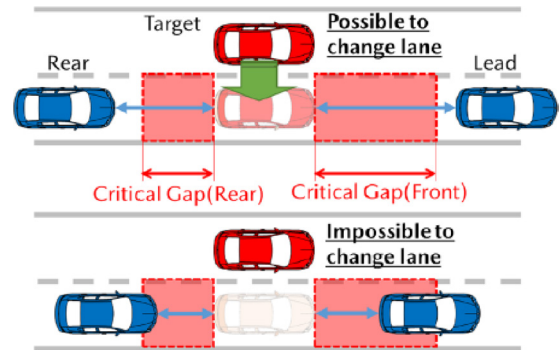 Target
Possible to
change lane
Rear
Lead
Critical Gap(Rear)
Critical Gap(Front)
Impossible to
change lane